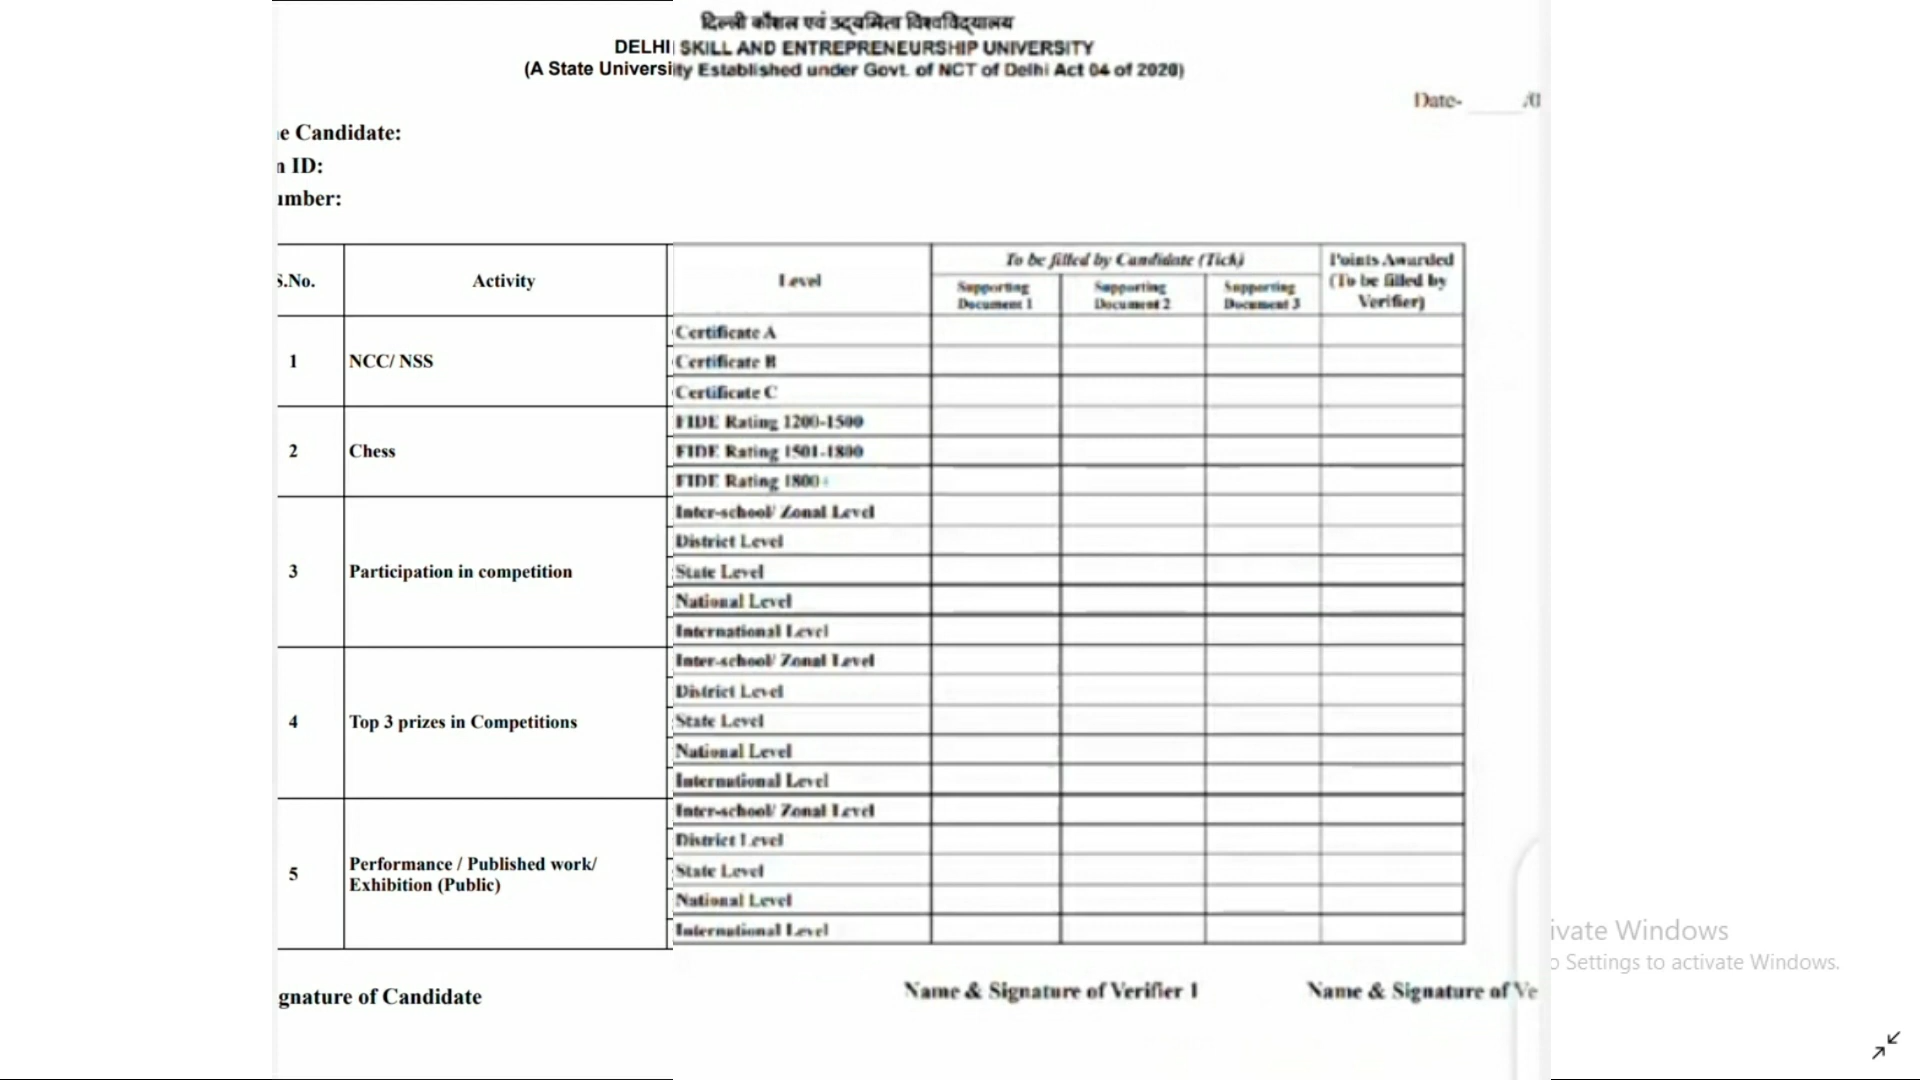 दिल्ली कौशल एवं उद्यमिता विश्वविद्यालय
DELHI SKILL AND ENTREPRENEURSHIP UNIVERSITY
(A State University Established under Govt. of NCT of Delhi Act 04 of 2020)
Date- _____/0
e Candidate:
ID:
umber:
S.No. Activity Level To be filled by Candidate (Tick) Points Awarded (To be filled by Verifier)
Supporting Document 1 Supporting Document 2 Supporting Document 3
1 NCC/ NSS
Certificate A
Certificate B
Certificate C
2 Chess
FIDE Rating 1200-1500
FIDE Rating 1501-1800
FIDE Rating 1800+
3 Participation in competition
Inter-school/ Zonal Level
District Level
State Level
National Level
International Level
4 Top 3 prizes in Competitions
Inter-school/ Zonal Level
District Level
State Level
National Level
International Level
5 Performance / Published work/
Exhibition (Public)
Inter-school/ Zonal Level
District Level
State Level
National Level
International Level
gnature of Candidate Name & Signature of Verifier 1 Name & Signature of Ve
ivate Windows
o Settings to activate Windows.